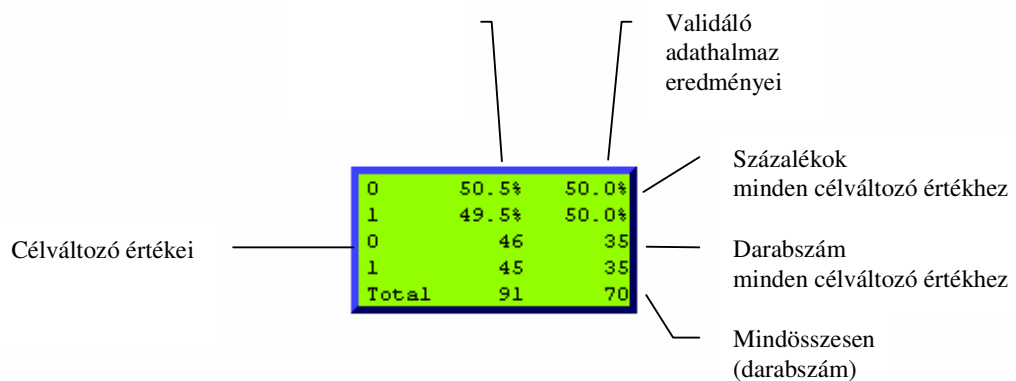 Validáló
adathalmaz
eredményei
Százalékok
minden célváltozó értékhez
0 50.5% 50.0%
1 49.5% 50.0%
0 46 35
1 45 35
Total 91 70
Célváltozó értékei
Darabszám
minden célváltozó értékhez
Mindösszesen
(darabszám)